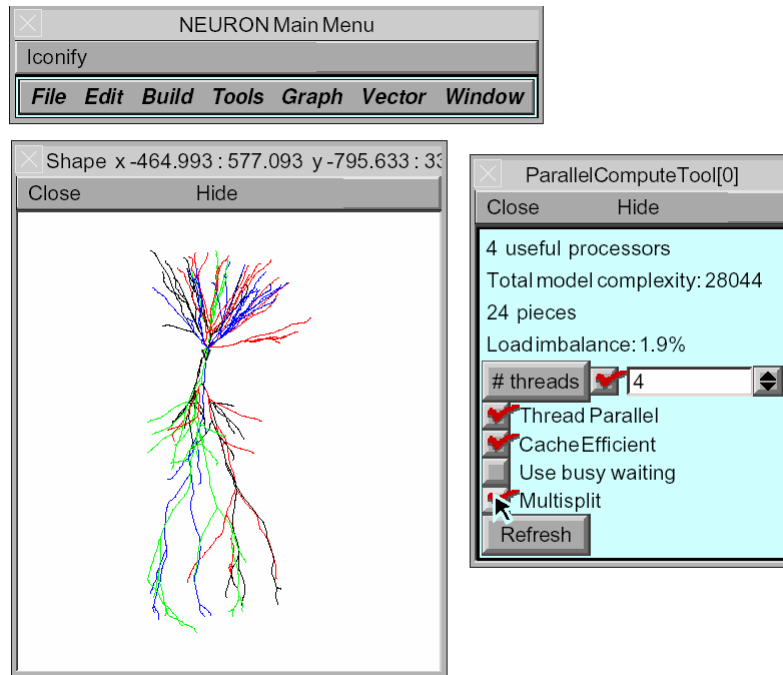 NEURON Main Menu
Iconify
File Edit Build Tools Graph Vector Window
Shape x -464.993 : 577.093 y -795.633 : 33
Close Hide
ParallelComputeTool[0]
Close Hide
4 useful processors
Total model complexity: 28044
24 pieces
Load imbalance: 1.9%
# threads 4
Thread Parallel
Cache Efficient
Use busy waiting
Multisplit
Refresh